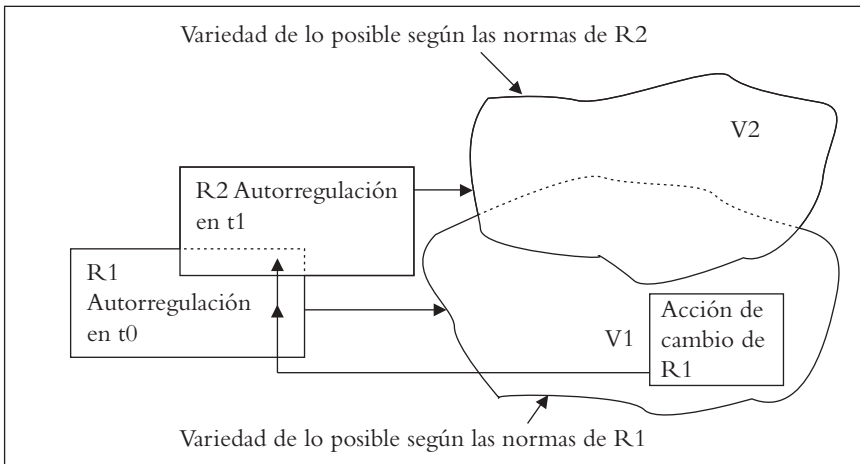 Variedad de lo posible según las normas de R2
V2
R2 Autorregulación
en t1
R1
Autorregulación
en t0
V1
Acción de
cambio de
R1
Variedad de lo posible según las normas de R1